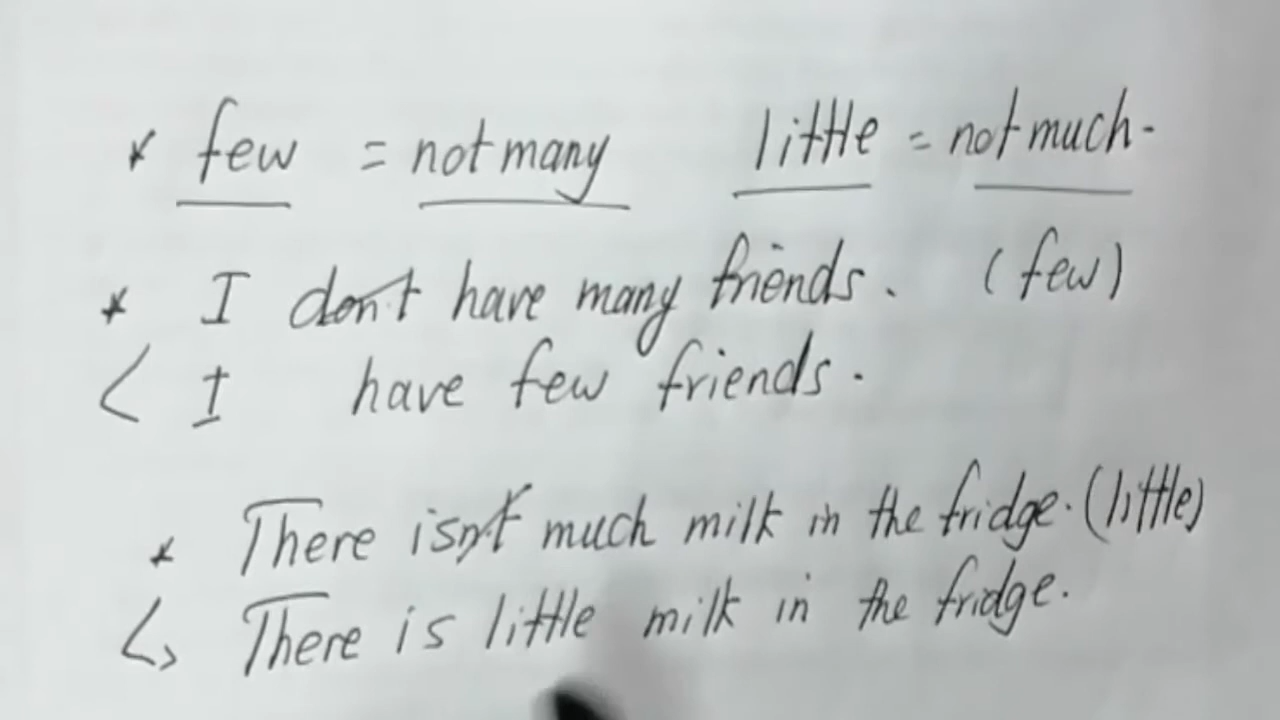 * few = not many little = not much.
* I don't have many friends. (few)
I have few friends.
* There isn't much milk in the fridge. (little)
There is little milk in the fridge.